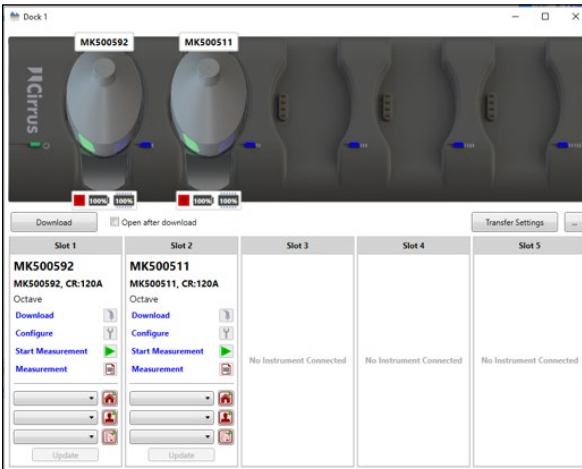 Dock 1
MK500592
MK500511
Cirrus
100% 100%
100% 100%
Download
Open after download
Transfer Settings
...
Slot 1
Slot 2
Slot 3
Slot 4
Slot 5
MK500592
MK500592, CR:120A
Octave
Download
Configure
Start Measurement
Measurement
Update
MK500511
MK500511, CR:120A
Octave
Download
Configure
Start Measurement
Measurement
Update
No Instrument Connected
No Instrument Connected
No Instrument Connected